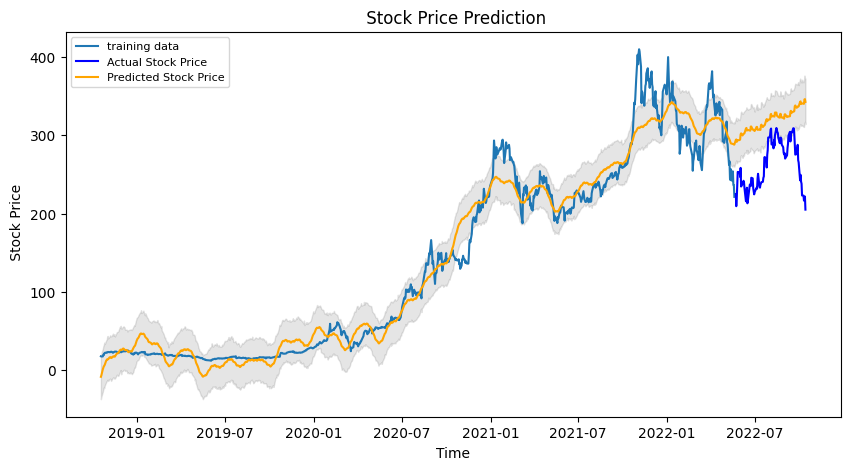 Stock Price Prediction
training data
Actual Stock Price
Predicted Stock Price
400
300
200
100
0
Stock Price
2019-01 2019-07 2020-01 2020-07 2021-01 2021-07 2022-01 2022-07
Time